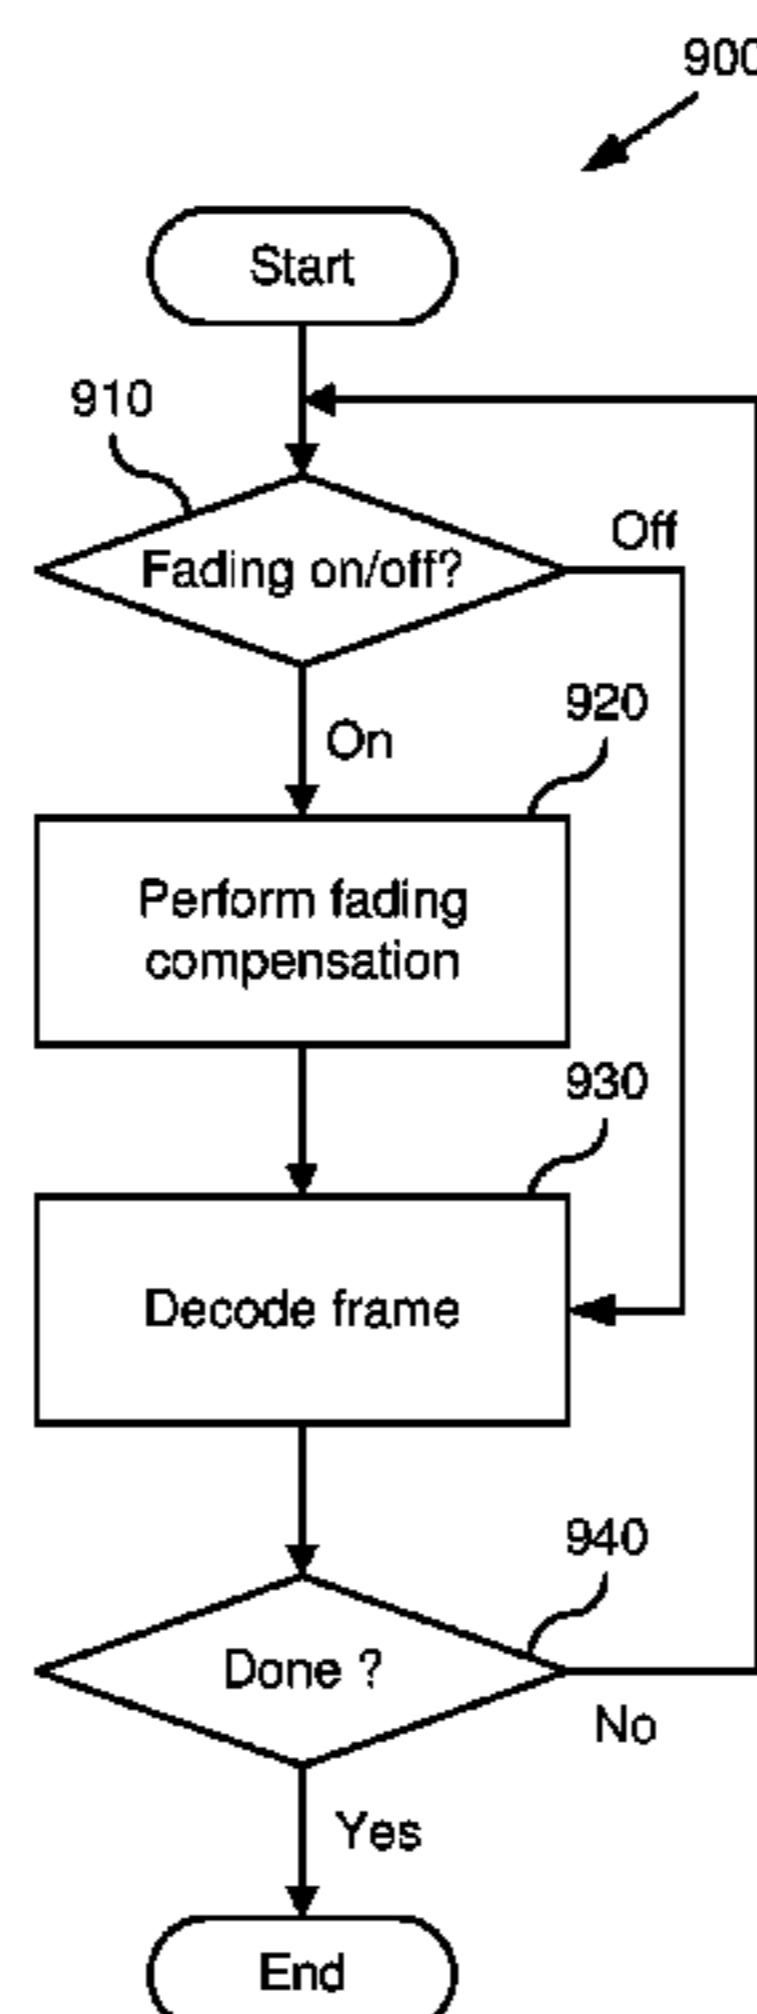 900
Start
910
Fading on/off?
Off
On
920
Perform fading
compensation
930
Decode frame
940
Done ?
No
Yes
End